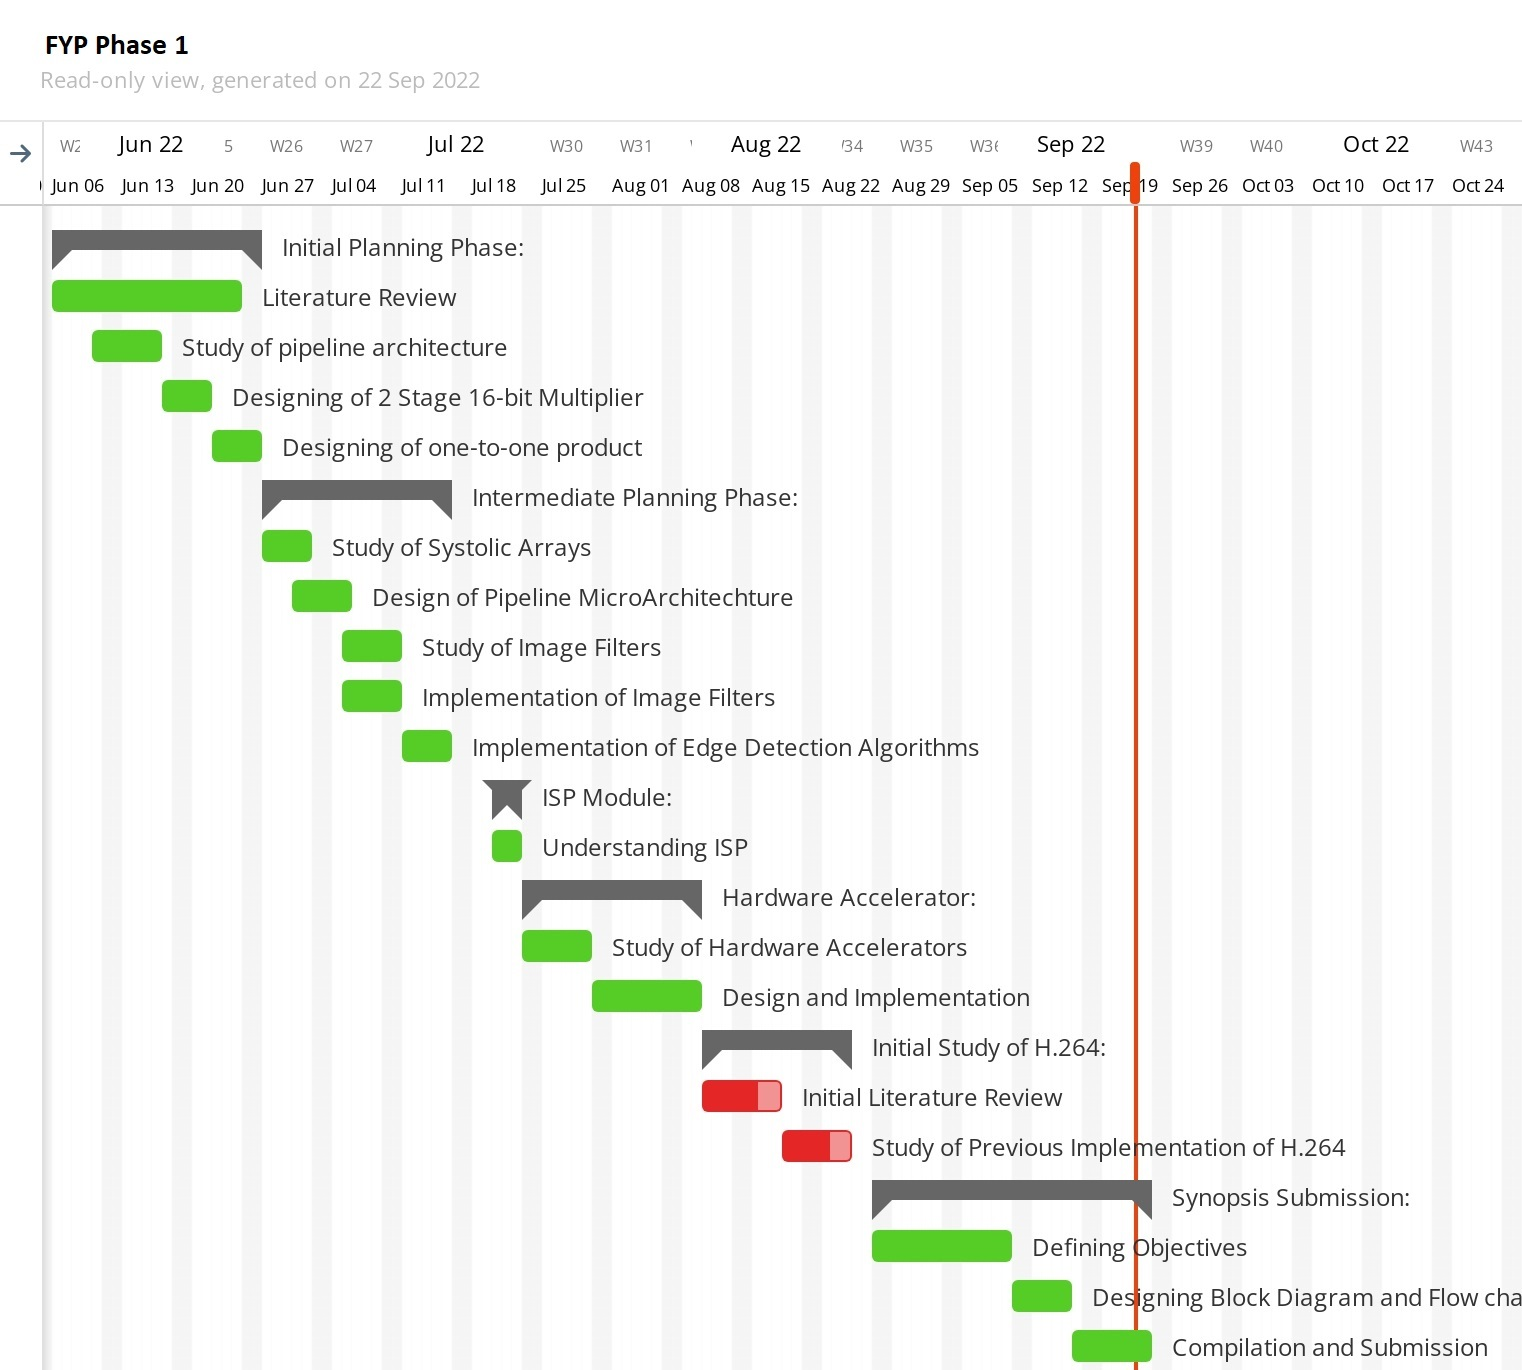 FYP Phase 1
Read-only view, generated on 22 Sep 2022
Jun 22 5 W26 W27 Jul 22 W30 W31 Aug 22 W35 Sep 22 W39 W40 Oct 22 W43
Jun 06 Jun 13 Jun 20 Jun 27 Jul 04 Jul 11 Jul 18 Jul 25 Aug 01 Aug 08 Aug 15 Aug 22 Aug 29 Sep 05 Sep 12 Sep 19 Sep 26 Oct 03 Oct 10 Oct 17 Oct 24
Initial Planning Phase:
Literature Review
Study of pipeline architecture
Designing of 2 Stage 16-bit Multiplier
Designing of one-to-one product
Intermediate Planning Phase:
Study of Systolic Arrays
Design of Pipeline MicroArchitechture
Study of Image Filters
Implementation of Image Filters
Implementation of Edge Detection Algorithms
ISP Module:
Understanding ISP
Hardware Accelerator:
Study of Hardware Accelerators
Design and Implementation
Initial Study of H.264:
Initial Literature Review
Study of Previous Implementation of H.264
Synopsis Submission:
Defining Objectives
Designing Block Diagram and Flow cha
Compilation and Submission